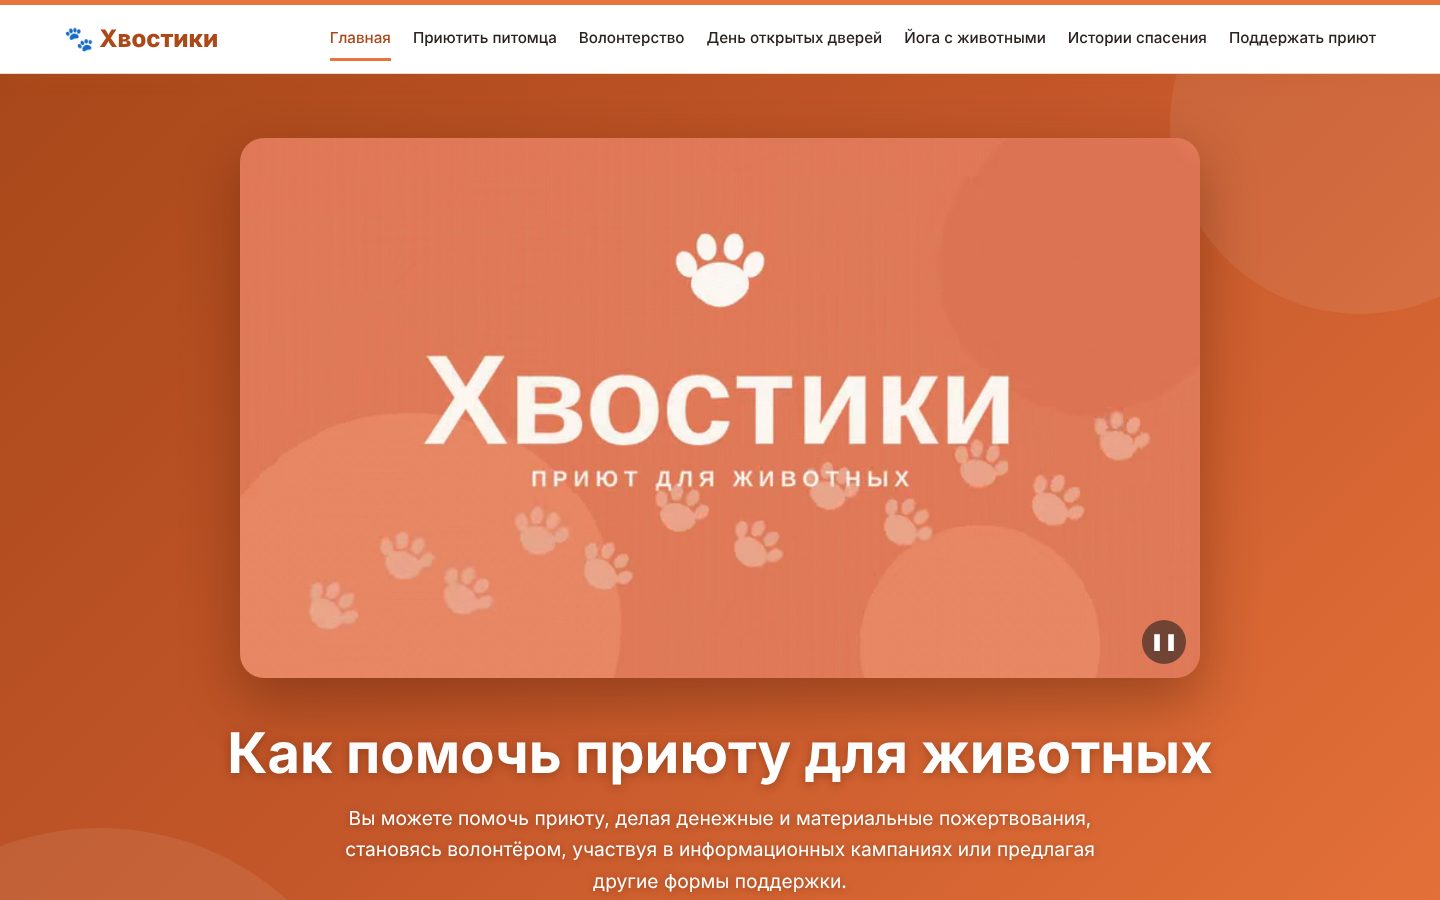 Хвостики
Главная Приютить питомца Волонтерство День открытых дверей Йога с животными Истории спасения Поддержать приют
Хвостики
ПРИЮТ ДЛЯ ЖИВОТНЫХ
Как помочь приюту для животных
Вы можете помочь приюту, делая денежные и материальные пожертвования,
становясь волонтёром, участвуя в информационных кампаниях или предлагая
другие формы поддержки.